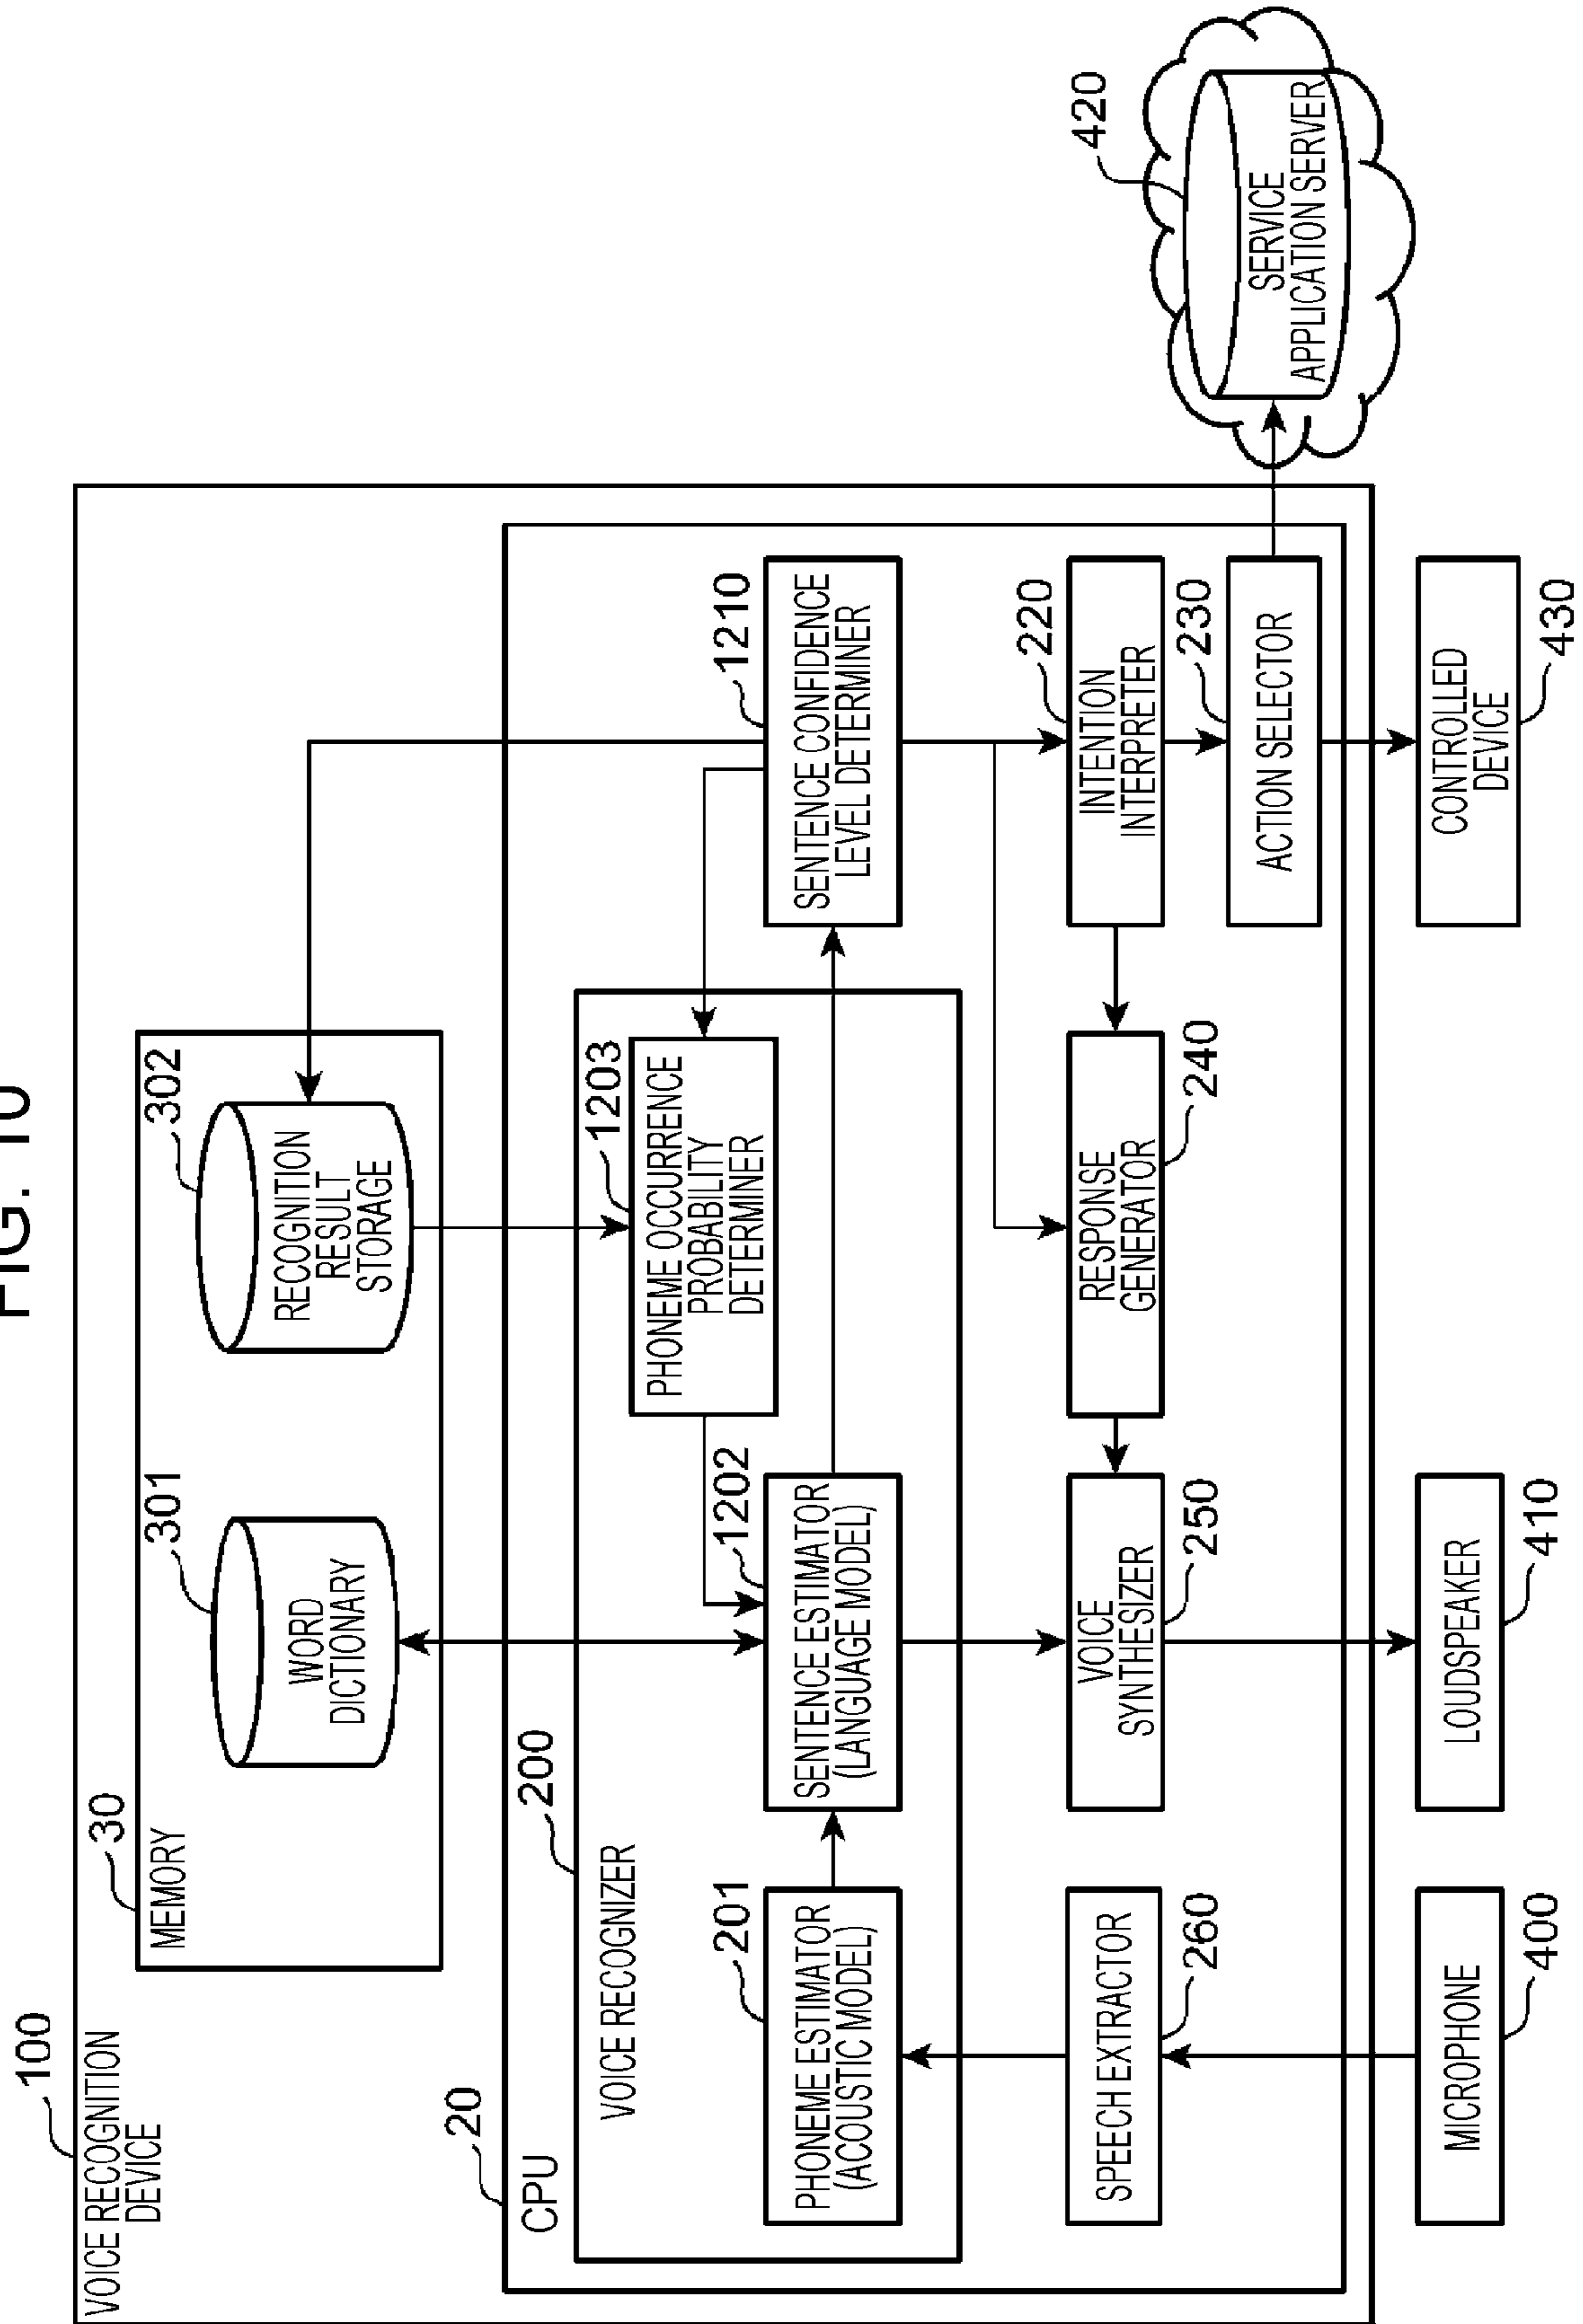 FIG. 10
100
VOICE RECOGNITION
DEVICE
30
MEMORY
301
WORD
DICTIONARY
302
RECOGNITION
RESULT
STORAGE
20
CPU
200
VOICE RECOGNIZER
1203
PHONEME OCCURRENCE
PROBABILITY
DETERMINER
201
PHONEME ESTIMATOR
(ACOUSTIC MODEL)
1202
SENTENCE ESTIMATOR
(LANGUAGE MODEL)
1210
SENTENCE CONFIDENCE
LEVEL DETERMINER
SPEECH EXTRACTOR
260
VOICE
SYNTHESIZER
250
RESPONSE
GENERATOR
240
220
INTENTION
INTERPRETER
230
ACTION SELECTOR
420
SERVICE
APPLICATION SERVER
MICROPHONE
400
LOUDSPEAKER
410
CONTROLLED
DEVICE
430